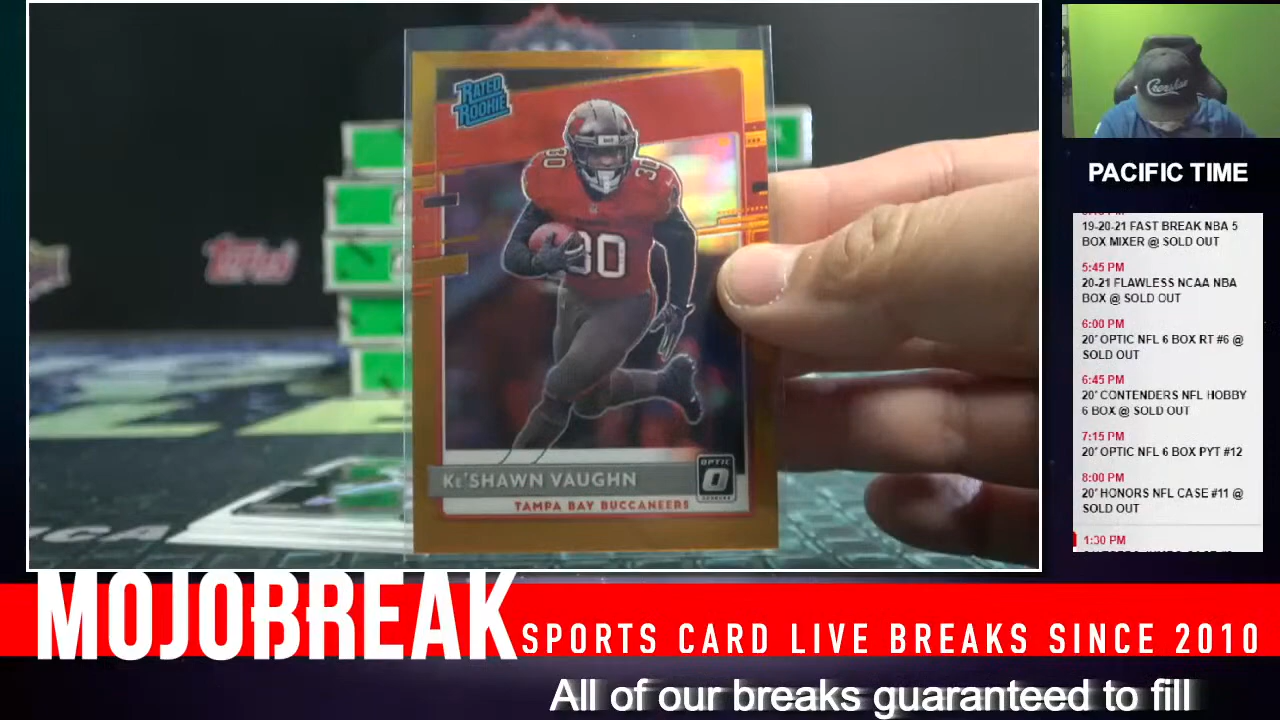 RATED
ROOKIE
30
30
30
KE'SHAWN VAUGHN
OPTIC
TAMPA BAY BUCCANEERS
TOPPS
PACIFIC TIME
19-20-21 FAST BREAK NBA 5
BOX MIXER @ SOLD OUT
5:45 PM
20-21 FLAWLESS NCAA NBA
BOX @ SOLD OUT
6:00 PM
20' OPTIC NFL 6 BOX RT #6 @
SOLD OUT
6:45 PM
20' CONTENDERS NFL HOBBY
6 BOX @ SOLD OUT
7:15 PM
20' OPTIC NFL 6 BOX PYT #12
8:00 PM
20' HONORS NFL CASE #11 @
SOLD OUT
1:30 PM
MOJOBREAK
SPORTS CARD LIVE BREAKS SINCE 2010
All of our breaks guaranteed to fill